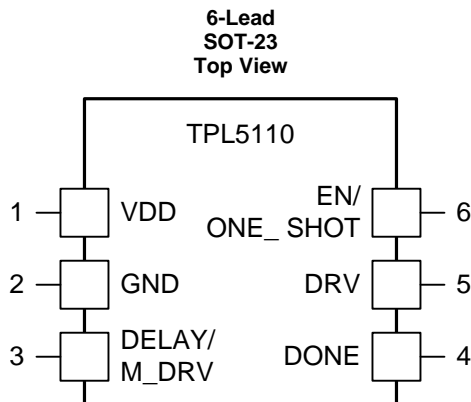 6-Lead
SOT-23
Top View
TPL5110
1 VDD EN/ 6
ONE_ SHOT
2 GND DRV 5
3 DELAY/ DONE 4
M_DRV